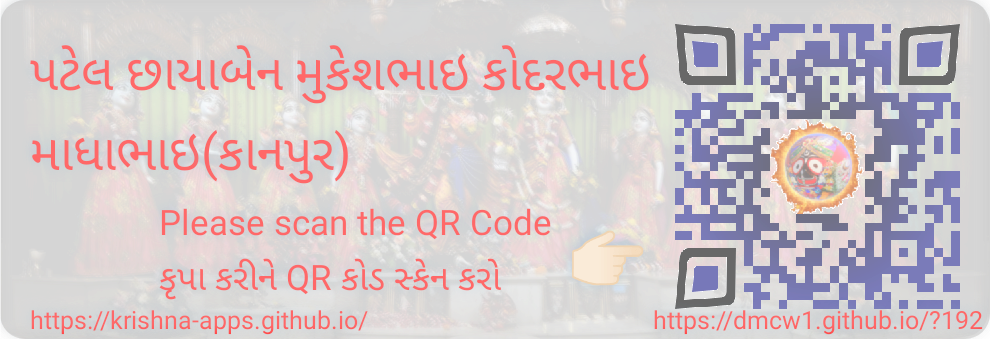 પટેલ છાયાબેન મુકેશભાઇ કોદરભાઇ
માધાભાઇ(કાનપુર)
Please scan the QR Code
કૃપા કરીને QR કોડ સ્કેન કરો
https://krishna-apps.github.io/
https://dmcw1.github.io/?192